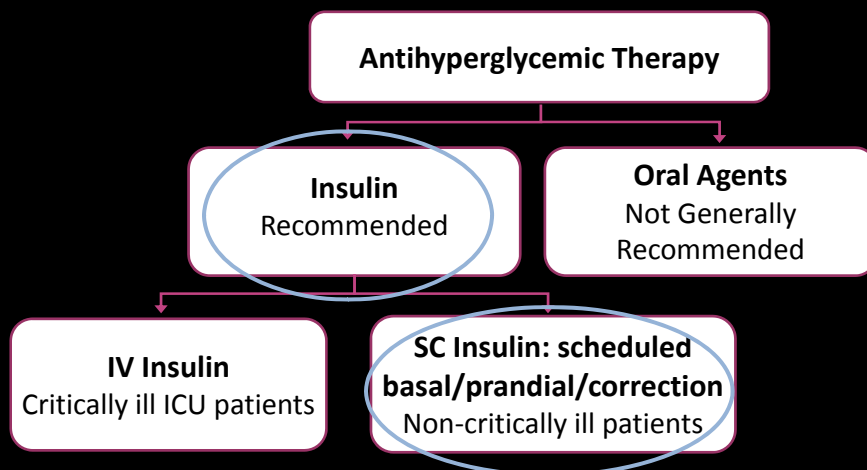 Antihyperglycemic Therapy
Insulin
Recommended
Oral Agents
Not Generally
Recommended
IV Insulin
Critically ill ICU patients
SC Insulin: scheduled
basal/prandial/correction
Non-critically ill patients